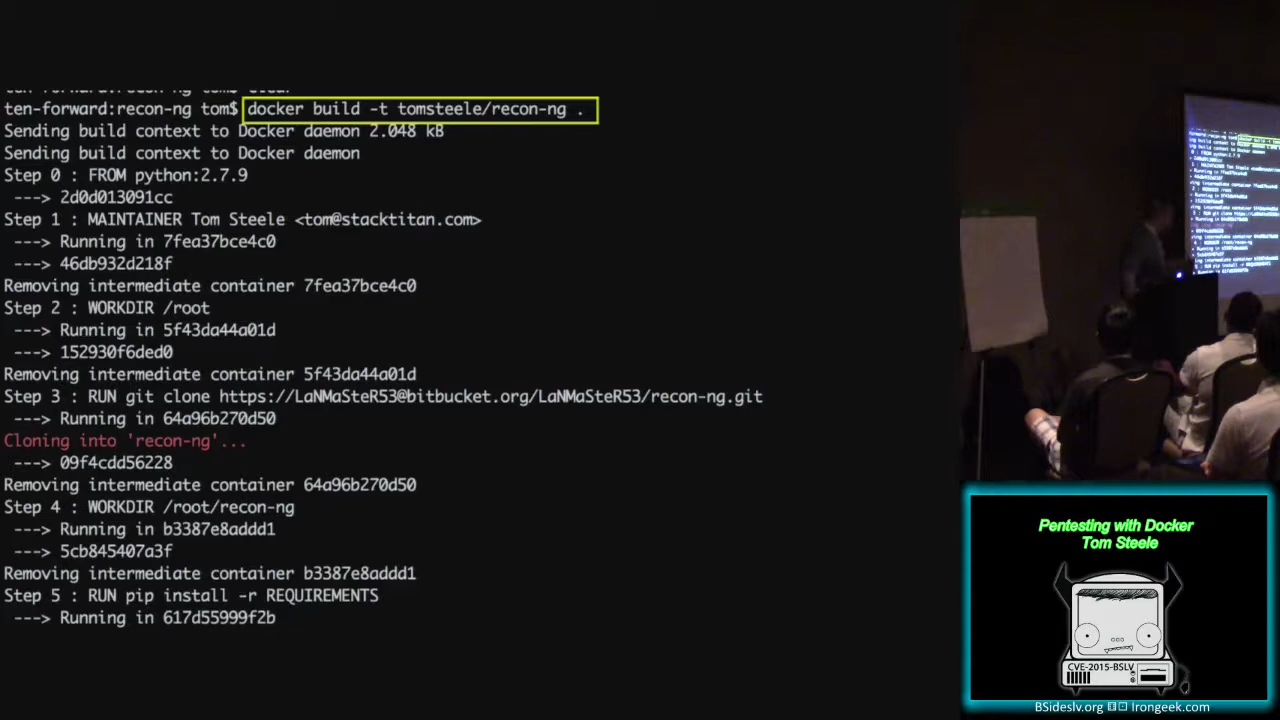 ten-forward:recon-ng tom$ clear
ten-forward:recon-ng tom$ docker build -t tomsteele/recon-ng .
Sending build context to Docker daemon 2.048 kB
Sending build context to Docker daemon
Step 0 : FROM python:2.7.9
---> 2d0d013091cc
Step 1 : MAINTAINER Tom Steele <tom@stacktitan.com>
---> Running in 7fea37bce4c0
---> 46db932d218f
Removing intermediate container 7fea37bce4c0
Step 2 : WORKDIR /root
---> Running in 5f43da44a01d
---> 152930f6ded0
Removing intermediate container 5f43da44a01d
Step 3 : RUN git clone https://LaNMaSteR53@bitbucket.org/LaNMaSteR53/recon-ng.git
---> Running in 64a96b270d50
Cloning into 'recon-ng'...
---> 09f4cdd56228
Removing intermediate container 64a96b270d50
Step 4 : WORKDIR /root/recon-ng
---> Running in b3387e8addd1
---> 5cb845407a3f
Removing intermediate container b3387e8addd1
Step 5 : RUN pip install -r REQUIREMENTS
---> Running in 617d55999f2b
Pentesting with Docker
Tom Steele
CVE-2015-BSLV
BSideslv.org
Irongeek.com